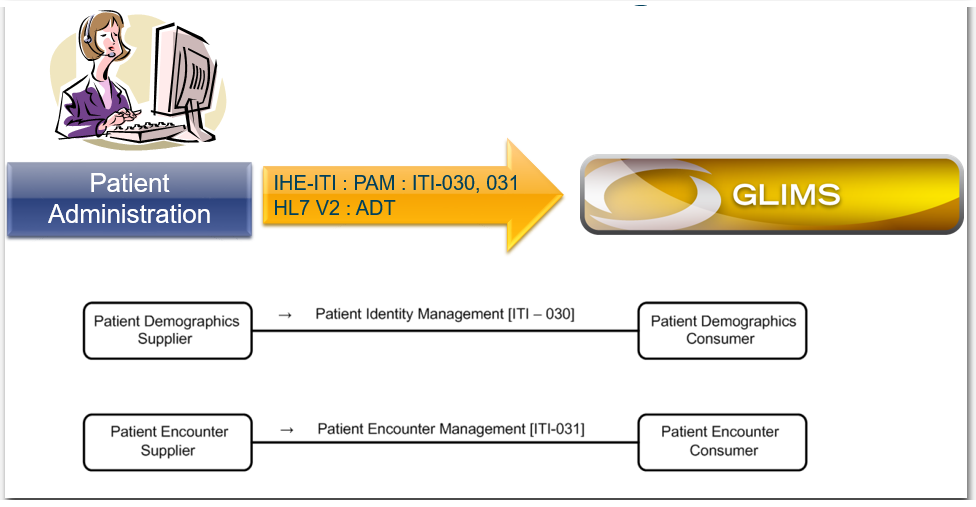 Patient
Administration
IHE-ITI : PAM : ITI-030, 031
HL7 V2 : ADT
GLIMS
Patient Demographics
Supplier
→ Patient Identity Management [ITI – 030]
Patient Demographics
Consumer
Patient Encounter
Supplier
→ Patient Encounter Management [ITI-031]
Patient Encounter
Consumer